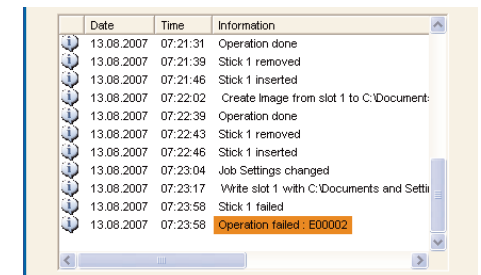 Date Time Information
13.08.2007 07:21:31 Operation done
13.08.2007 07:21:39 Stick 1 removed
13.08.2007 07:21:46 Stick 1 inserted
13.08.2007 07:22:02 Create Image from slot 1 to C:\Document
13.08.2007 07:22:39 Operation done
13.08.2007 07:22:43 Stick 1 removed
13.08.2007 07:22:46 Stick 1 inserted
13.08.2007 07:23:04 Job Settings changed
13.08.2007 07:23:17 Write slot 1 with C:\Documents and Setti
13.08.2007 07:23:58 Stick 1 failed
13.08.2007 07:23:58 Operation failed : E00002